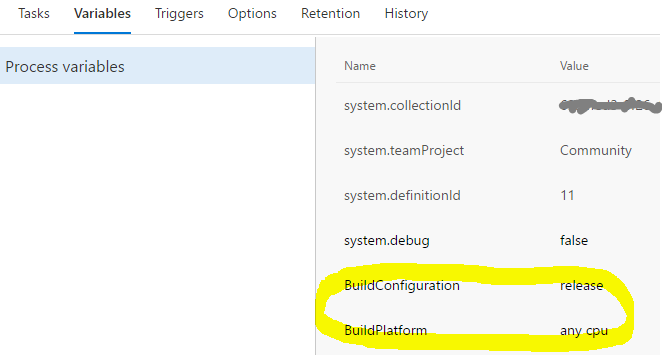 Tasks Variables Triggers Options Retention History
Process variables
Name Value
system.collectionId
system.teamProject Community
system.definitionId 11
system.debug false
BuildConfiguration release
BuildPlatform any cpu